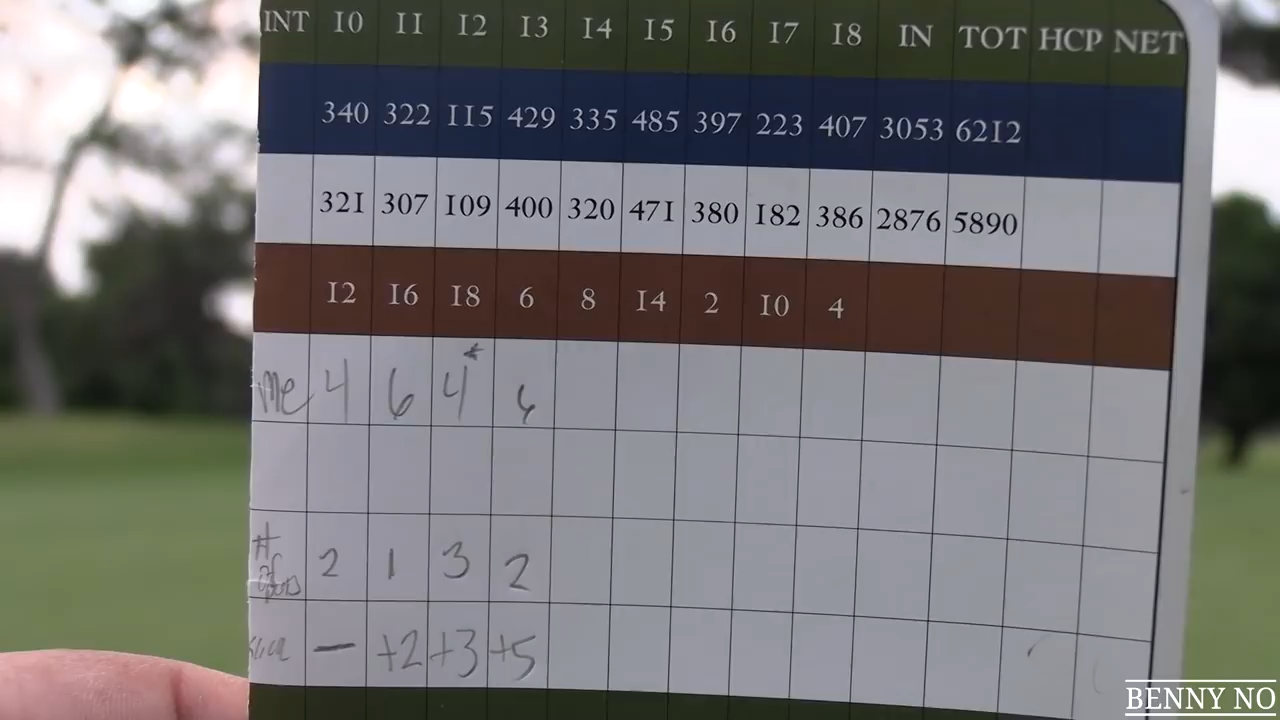 INT 10 11 12 13 14 15 16 17 18 IN TOT HCP NET
340 322 115 429 335 485 397 223 407 3053 6212
321 307 109 400 320 471 380 182 386 2876 5890
12 16 18 6 8 14 2 10 4
me 4 6 4* 6
# of 2 1 3 2
— +2 +3 +5
BENNY NO